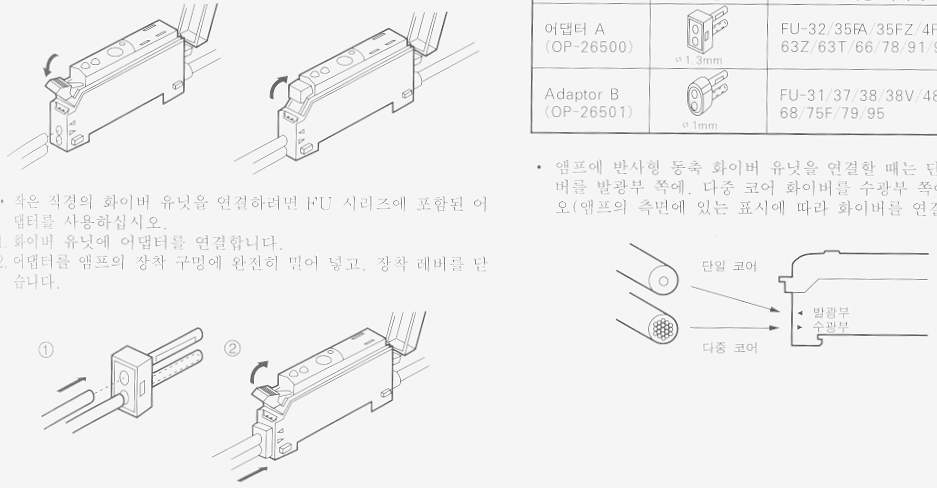 • 작은 직경의 화이버 유닛을 연결하려면 FU 시리즈에 포함된 어
댑터를 사용하십시오.
1. 화이버 유닛에 어댑터를 연결합니다.
2. 어댑터를 앰프의 장착 구멍에 완전히 밀어 넣고, 장착 레버를 닫
습니다.
①
②
어댑터 A
(OP-26500)
ø1.3mm
FU-32/35FA/35FZ/
63Z/63T/66/78/91/
Adaptor B
(OP-26501)
ø1mm
FU-31/37/38/38V/48
68/75F/79/95
• 앰프에 반사형 동축 화이버 유닛을 연결할 때는 단
버를 발광부 쪽에. 다중 코어 화이버를 수광부 쪽에
오(앰프의 측면에 있는 표시에 따라 화이버를 연결
단일 코어
발광부
수광부
다중 코어